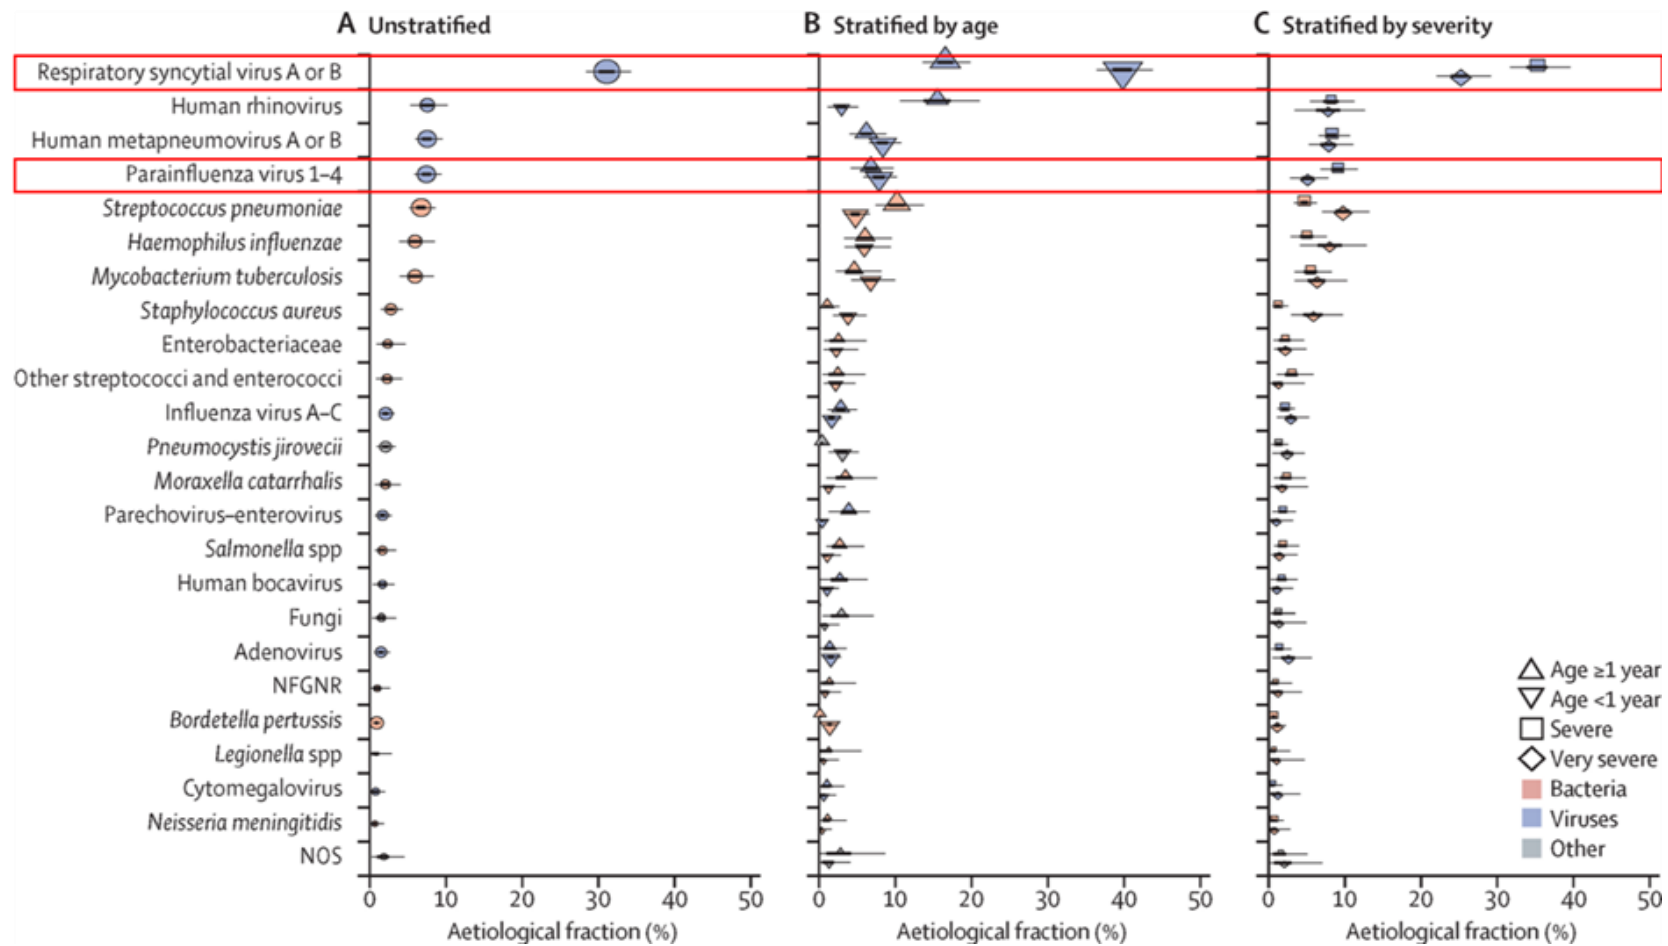 A Unstratified
B Stratified by age
C Stratified by severity
Respiratory syncytial virus A or B
Human rhinovirus
Human metapneumovirus A or B
Parainfluenza virus 1–4
Streptococcus pneumoniae
Haemophilus influenzae
Mycobacterium tuberculosis
Staphylococcus aureus
Enterobacteriaceae
Other streptococci and enterococci
Influenza virus A–C
Pneumocystis jirovecii
Moraxella catarrhalis
Parechovirus–enterovirus
Salmonella spp
Human bocavirus
Fungi
Adenovirus
NFGNR
Bordetella pertussis
Legionella spp
Cytomegalovirus
Neisseria meningitidis
NOS
Age ≥1 year
Age <1 year
Severe
Very severe
Bacteria
Viruses
Other
0 10 20 30 40 50
0 10 20 30 40 50
0 10 20 30 40 50
Aetiological fraction (%)
Aetiological fraction (%)
Aetiological fraction (%)